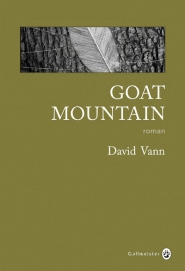 GOAT
MOUNTAIN
roman
David Vann
Gallmeister